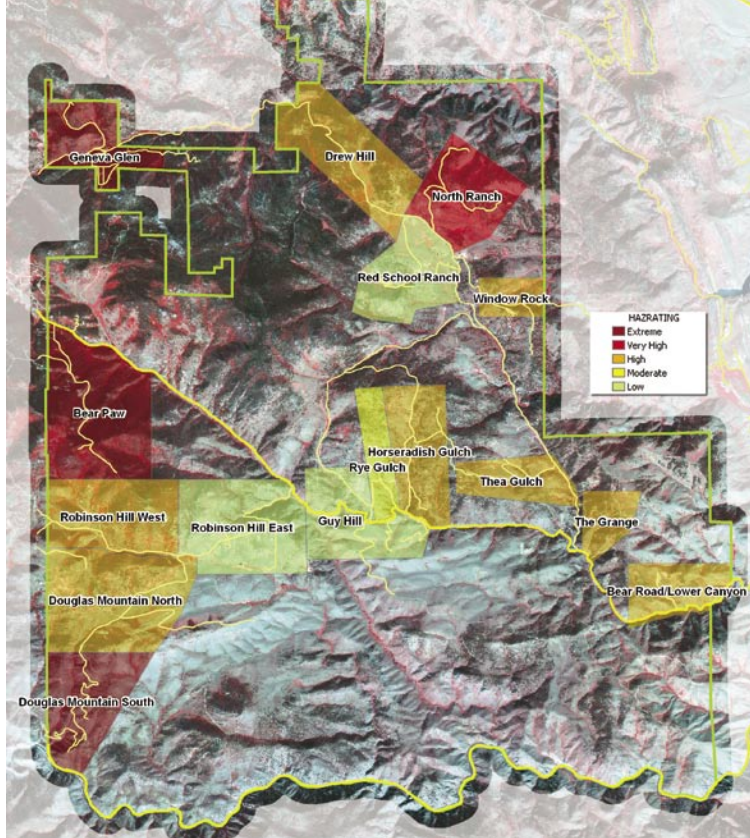 Geneva Glen
Drew Hill
North Ranch
Red School Ranch
Window Rock
HAZRATING
Extreme
Very High
High
Moderate
Low
Bear Paw
Horseradish Gulch
Rye Gulch
Thea Gulch
Robinson Hill West
Robinson Hill East
Guy Hill
The Grange
Bear Road/Lower Canyon
Douglas Mountain North
Douglas Mountain South